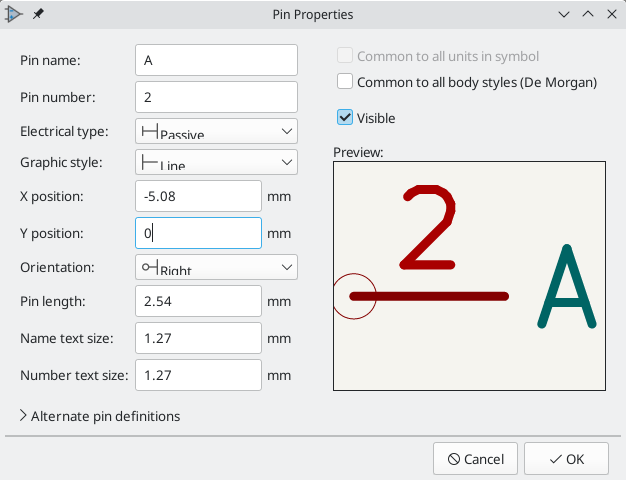 Pin Properties
Pin name: A
Pin number: 2
Electrical type: Passive
Graphic style: Line
X position: -5.08 mm
Y position: 0 mm
Orientation: Right
Pin length: 2.54 mm
Name text size: 1.27 mm
Number text size: 1.27 mm
Alternate pin definitions
Common to all units in symbol
Common to all body styles (De Morgan)
Visible
Preview:
2
A
Cancel
OK